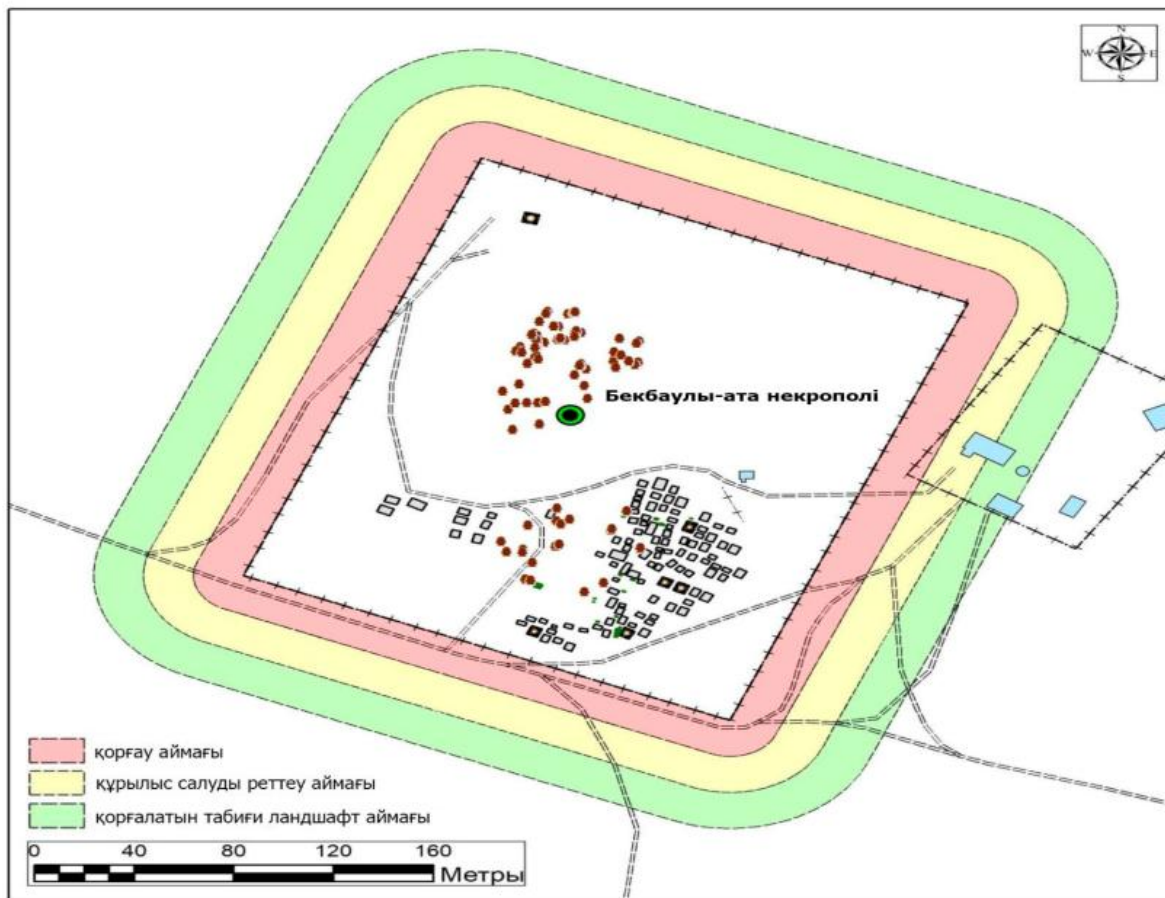 N
W E
S
Бекбаулы-ата некрополі
қорғау аймағы
құрылыс салуды реттеу аймағы
қорғалатын табиғи ландшафт аймағы
0 40 80 120 160
Метры